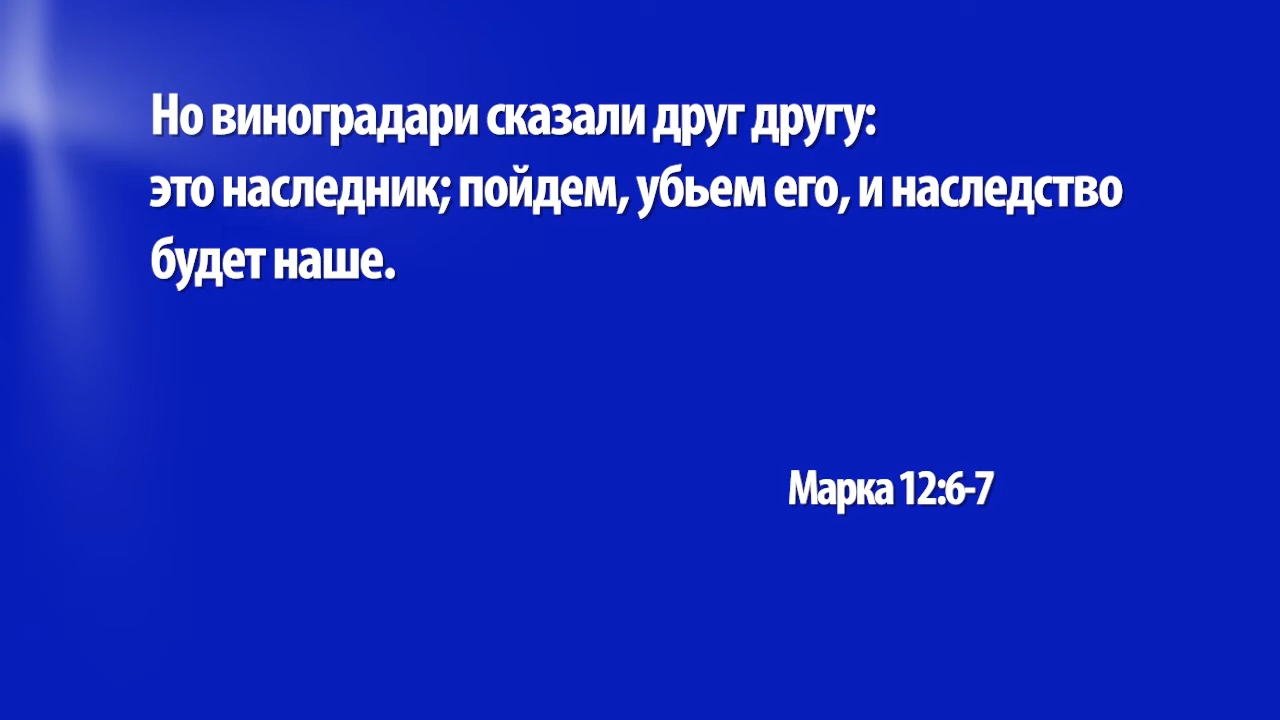 Но виноградари сказали друг другу:
это наследник; пойдем, убьем его, и наследство
будет наше.
Марка 12:6-7